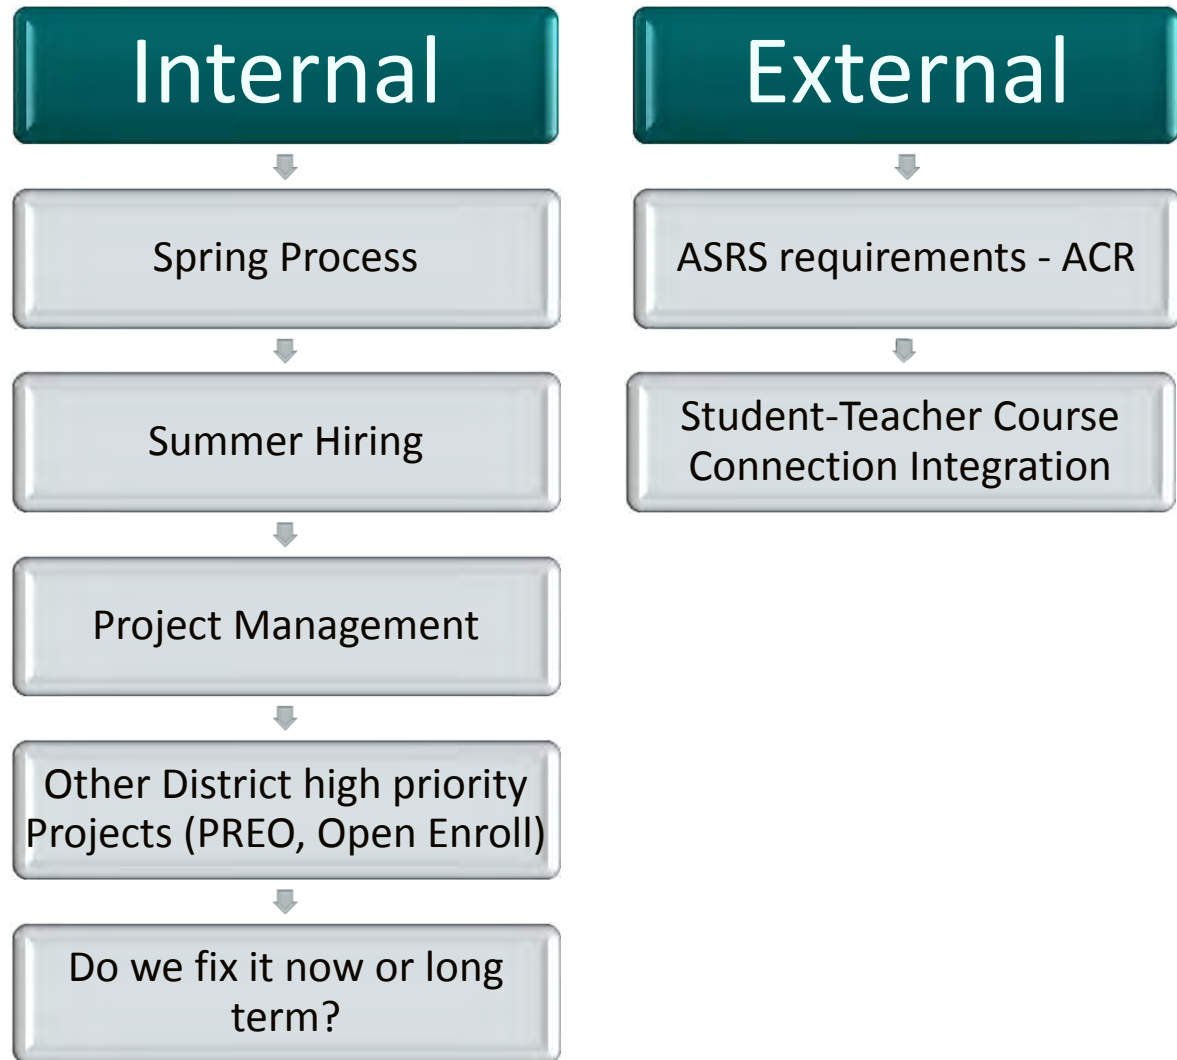 Internal
Spring Process
Summer Hiring
Project Management
Other District high priority
Projects (PREO, Open Enroll)
Do we fix it now or long
term?
External
ASRS requirements - ACR
Student-Teacher Course
Connection Integration